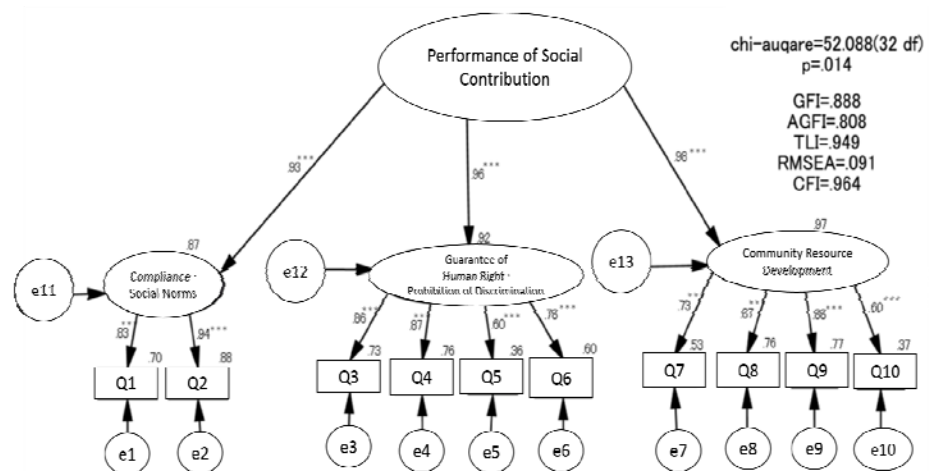 Performance of Social
Contribution
chi-auqare=52.088(32 df)
p=.014
GFI=.888
AGFI=.808
TLI=.949
RMSEA=.091
CFI=.964
.93***
.96***
.98***
.87
.92
.97
e11
Compliance ·
Social Norms
e12
Guarantee of
Human Right ·
Prohibition of Discrimination
e13
Community Resource
Development
.83***
.94***
.86***
.87***
.60***
.78***
.73***
.87**
.88***
.60***
.70
.88
.73
.76
.36
.60
.53
.76
.77
.37
Q1
Q2
Q3
Q4
Q5
Q6
Q7
Q8
Q9
Q10
e1
e2
e3
e4
e5
e6
e7
e8
e9
e10